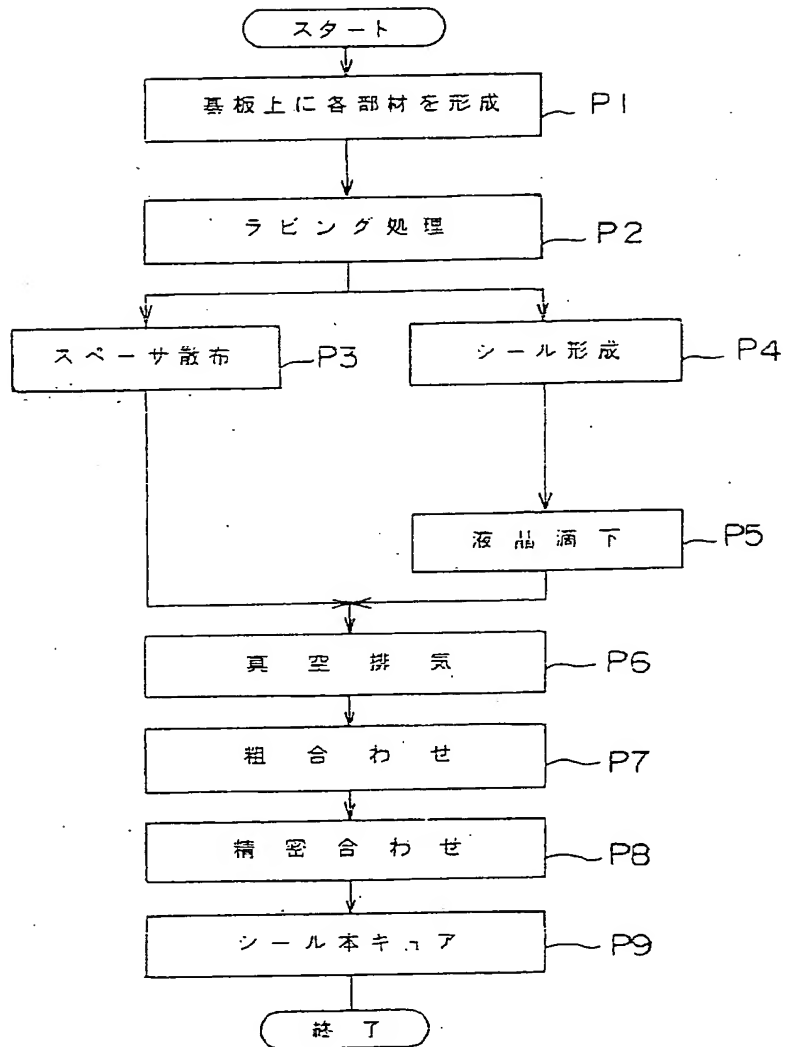 スタート
基板上に各部材を形成 P1
ラビング処理 P2
スペーサ散布 P3
シール形成 P4
液晶滴下 P5
真空排気 P6
粗合わせ P7
精密合わせ P8
シール本キュア P9
終了